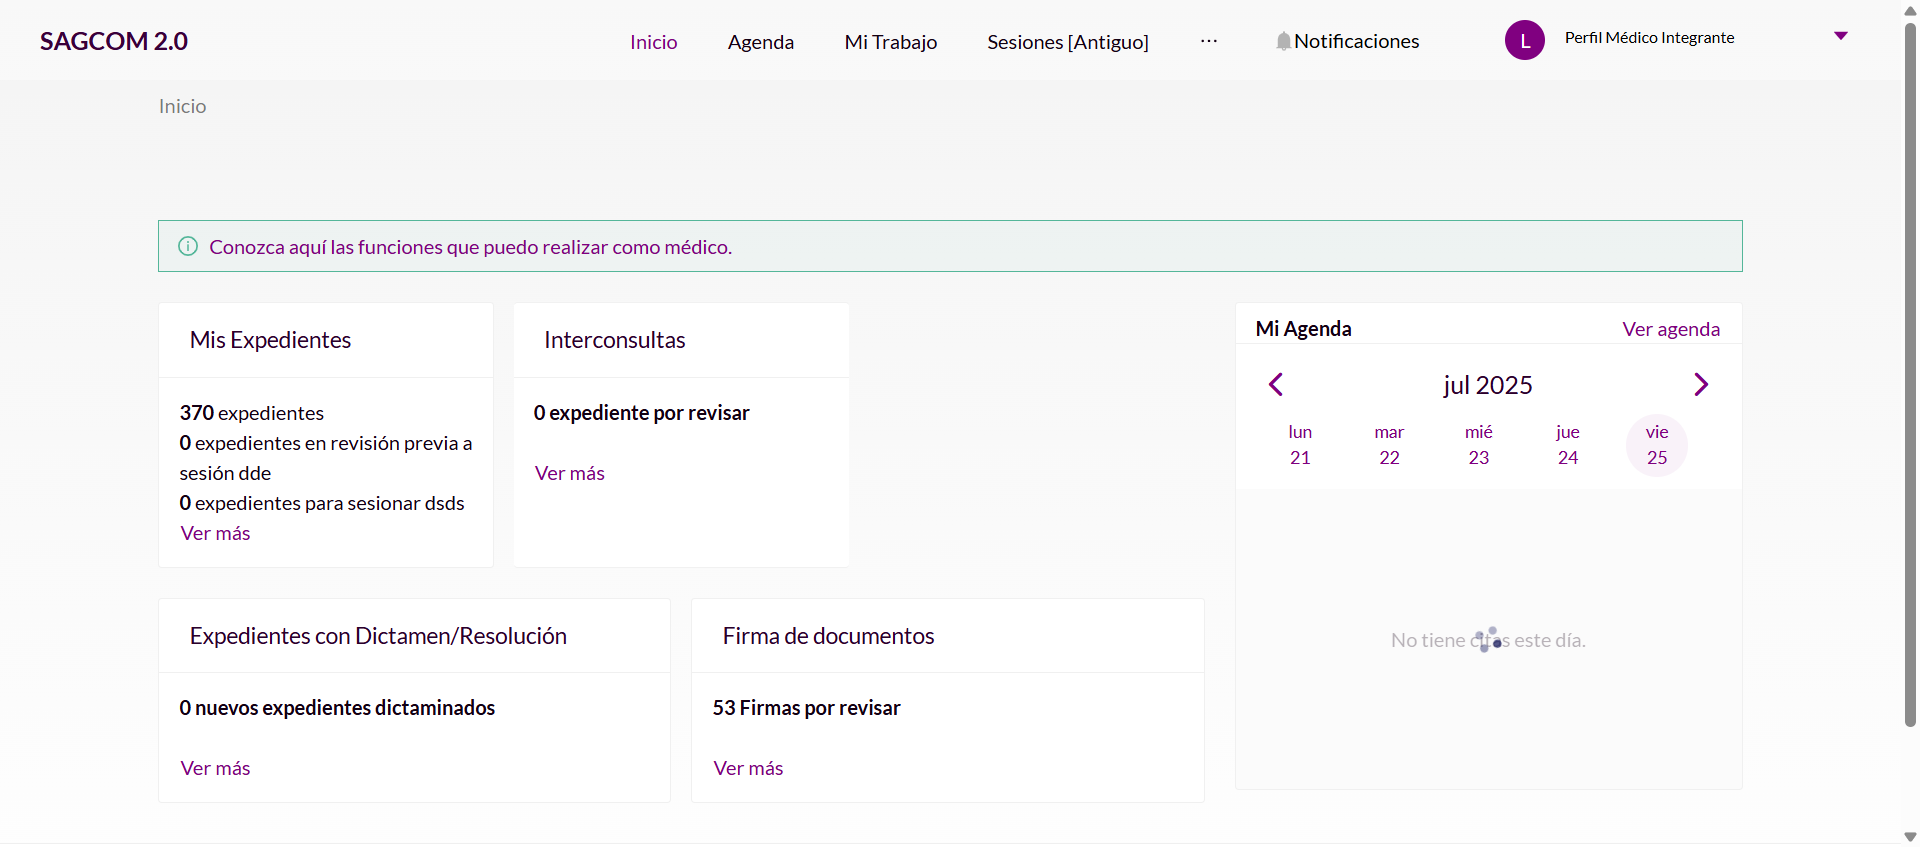 SAGCOM 2.0
Inicio
Agenda
Mi Trabajo
Sesiones [Antiguo]
...
Notificaciones
L
Perfil Médico Integrante
Inicio
Conozca aquí las funciones que puedo realizar como médico.
Mis Expedientes
370 expedientes
0 expedientes en revisión previa a
sesión dde
0 expedientes para sesionar dsds
Ver más
Interconsultas
0 expediente por revisar
Ver más
Mi Agenda
Ver agenda
jul 2025
lun mar mié jue vie
21 22 23 24 25
No tiene citas este día.
Expedientes con Dictamen/Resolución
0 nuevos expedientes dictaminados
Ver más
Firma de documentos
53 Firmas por revisar
Ver más